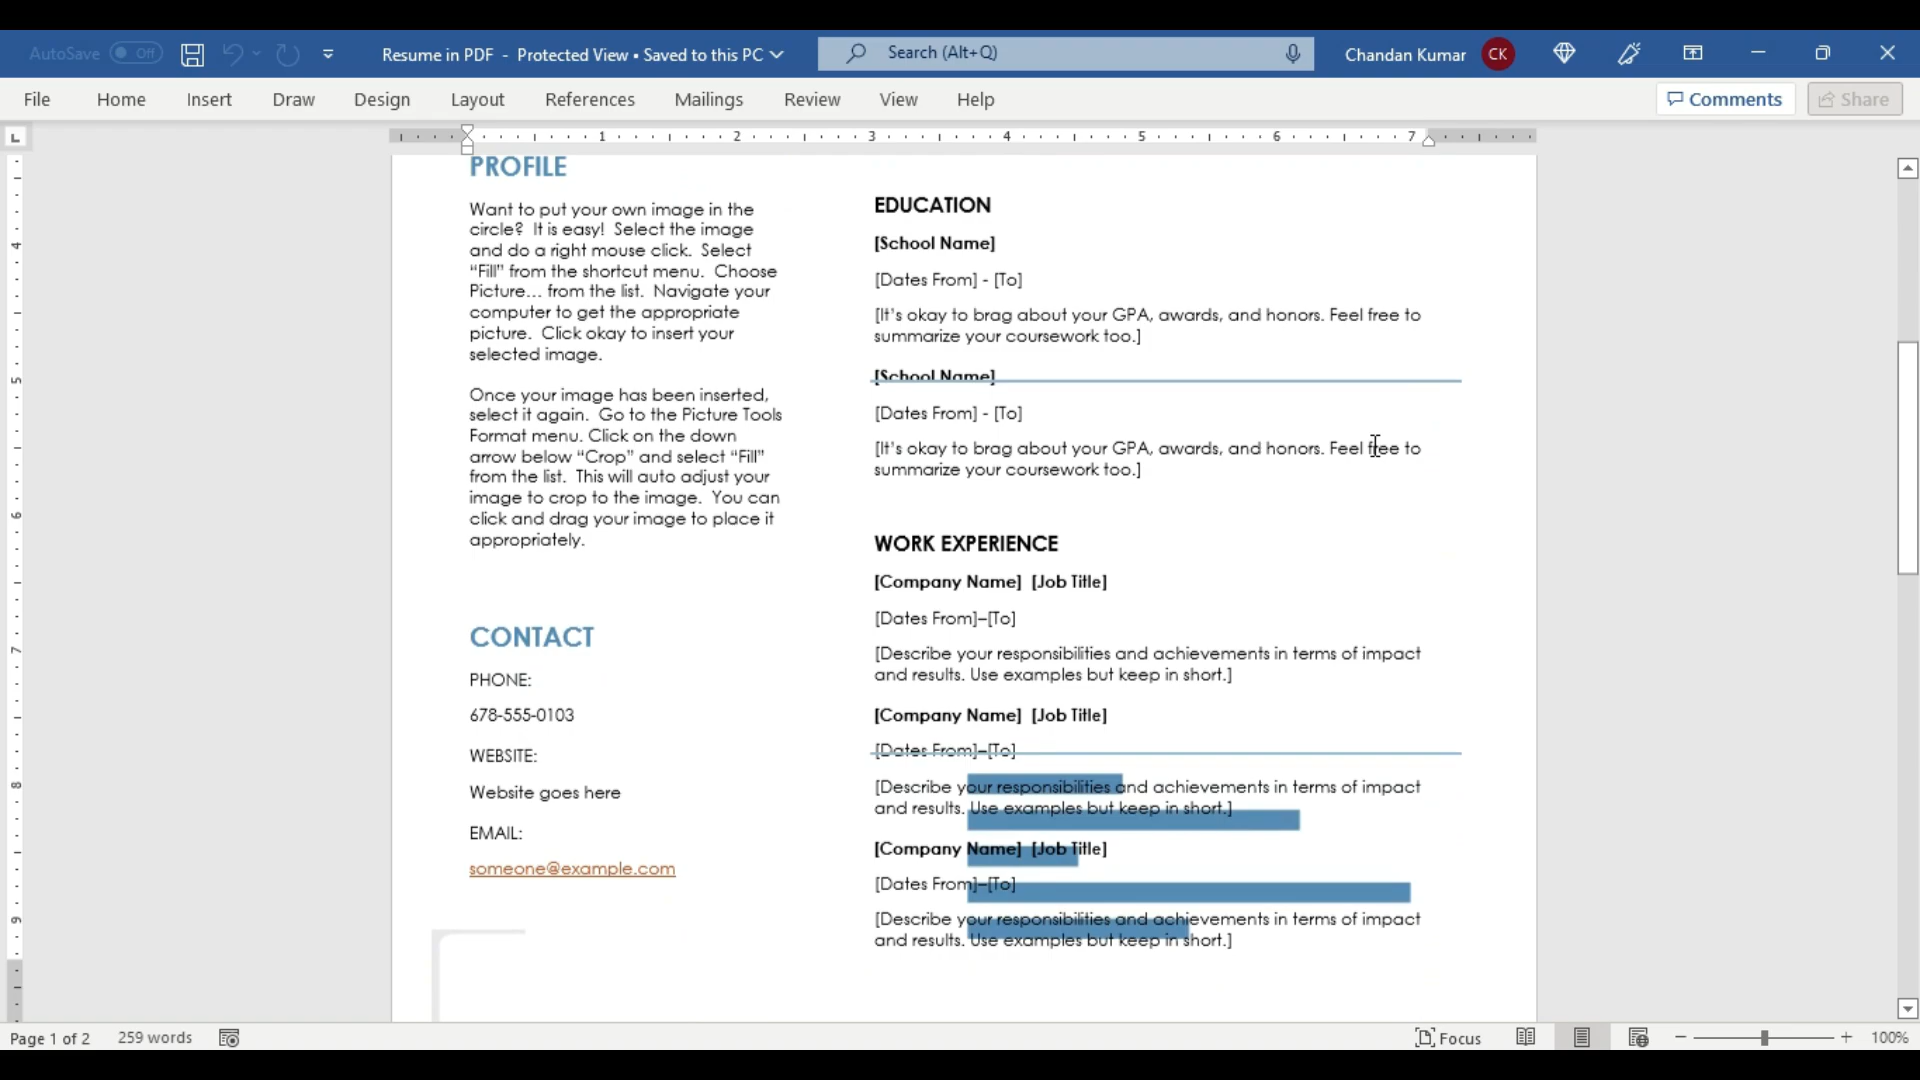 AutoSave Off
Resume in PDF - Protected View • Saved to this PC
Search (Alt+Q)
Chandan Kumar CK
File Home Insert Draw Design Layout References Mailings Review View Help
Comments Share
1 2 3 4 5 6 7
4
5
6
7
8
9
PROFILE
Want to put your own image in the
circle? It is easy! Select the image
and do a right mouse click. Select
“Fill” from the shortcut menu. Choose
Picture… from the list. Navigate your
computer to get the appropriate
picture. Click okay to insert your
selected image.
Once your image has been inserted,
select it again. Go to the Picture Tools
Format menu. Click on the down
arrow below “Crop” and select “Fill”
from the list. This will auto adjust your
image to crop to the image. You can
click and drag your image to place it
appropriately.
CONTACT
PHONE:
678-555-0103
WEBSITE:
Website goes here
EMAIL:
someone@example.com
EDUCATION
[School Name]
[Dates From] - [To]
[It’s okay to brag about your GPA, awards, and honors. Feel free to
summarize your coursework too.]
[School Name]
[Dates From] - [To]
[It’s okay to brag about your GPA, awards, and honors. Feel free to
summarize your coursework too.]
WORK EXPERIENCE
[Company Name] [Job Title]
[Dates From]–[To]
[Describe your responsibilities and achievements in terms of impact
and results. Use examples but keep in short.]
[Company Name] [Job Title]
[Dates From]–[To]
[Describe your responsibilities and achievements in terms of impact
and results. Use examples but keep in short.]
[Company Name] [Job Title]
[Dates From]–[To]
[Describe your responsibilities and achievements in terms of impact
and results. Use examples but keep in short.]
Page 1 of 2 259 words
Focus
100%